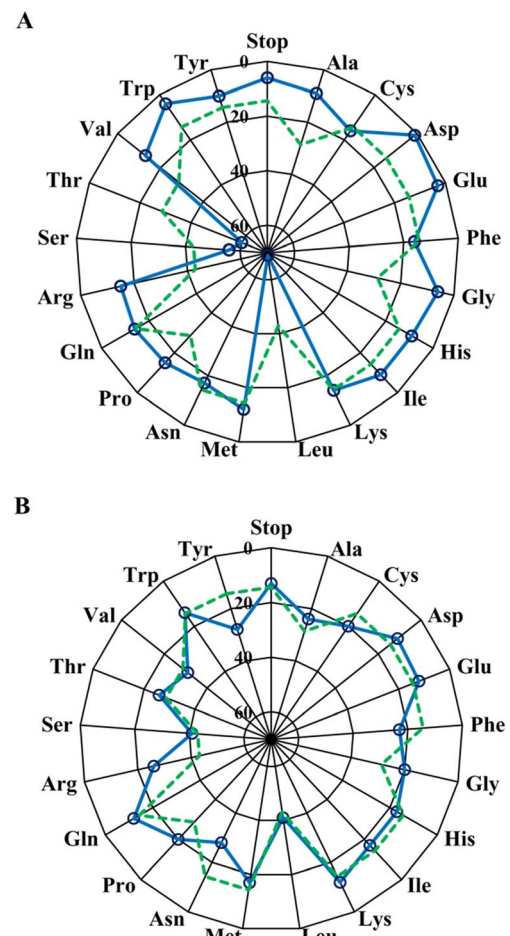 A
Stop
0
Tyr
Ala
Trp
Cys
Val
20
Asp
Thr
40
Glu
Ser
60
Phe
Arg
Gly
Gln
His
Pro
Ile
Asn
Lys
Met
Leu
B
Stop
0
Tyr
Ala
Trp
Cys
Val
20
Asp
Thr
40
Glu
Ser
60
Phe
Arg
Gly
Gln
His
Pro
Ile
Asn
Lys
Met
Leu